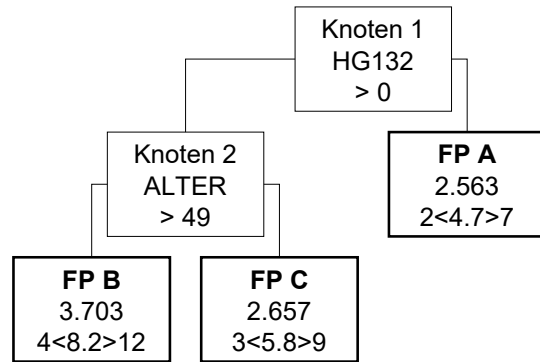 Knoten 1
HG132
> 0
Knoten 2
ALTER
> 49
FP A
2.563
2<4.7>7
FP B
3.703
4<8.2>12
FP C
2.657
3<5.8>9